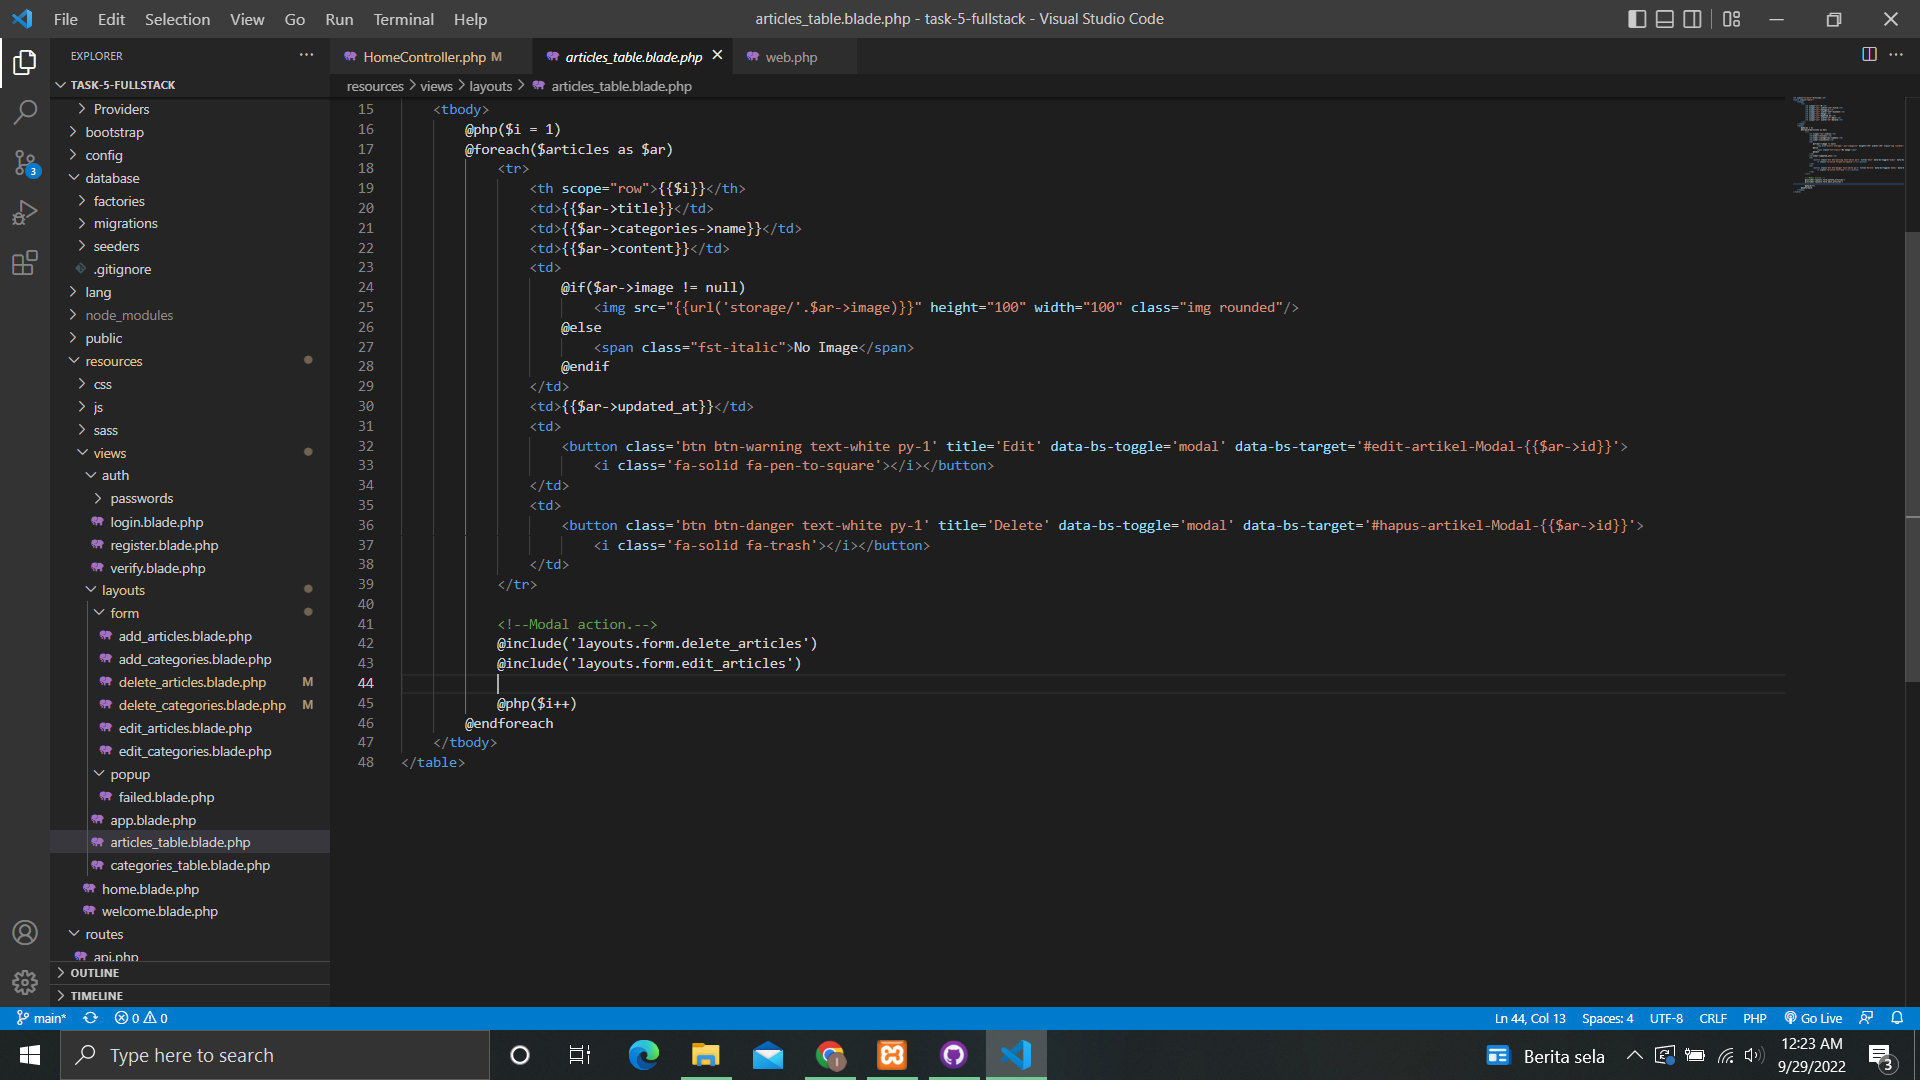 File Edit Selection View Go Run Terminal Help
articles_table.blade.php - task-5-fullstack - Visual Studio Code
EXPLORER
HomeController.php M
articles_table.blade.php
web.php
TASK-5-FULLSTACK
resources > views > layouts > articles_table.blade.php
Providers
bootstrap
config
database
factories
migrations
seeders
.gitignore
lang
node_modules
public
resources
css
js
sass
views
auth
passwords
login.blade.php
register.blade.php
verify.blade.php
layouts
form
add_articles.blade.php
add_categories.blade.php
delete_articles.blade.php M
delete_categories.blade.php M
edit_articles.blade.php
edit_categories.blade.php
popup
failed.blade.php
app.blade.php
articles_table.blade.php
categories_table.blade.php
home.blade.php
welcome.blade.php
routes
api.php
OUTLINE
TIMELINE
3
15 <tbody>
16 @php($i = 1)
17 @foreach($articles as $ar)
18 <tr>
19 <th scope="row">{{$i}}</th>
20 <td>{{$ar->title}}</td>
21 <td>{{$ar->categories->name}}</td>
22 <td>{{$ar->content}}</td>
23 <td>
24 @if($ar->image != null)
25 <img src="{{url('storage/'.$ar->image)}}" height="100" width="100" class="img rounded"/>
26 @else
27 <span class="fst-italic">No Image</span>
28 @endif
29 </td>
30 <td>{{$ar->updated_at}}</td>
31 <td>
32 <button class='btn btn-warning text-white py-1' title='Edit' data-bs-toggle='modal' data-bs-target='#edit-artikel-Modal-{{$ar->id}}'>
33 <i class='fa-solid fa-pen-to-square'></i></button>
34 </td>
35 <td>
36 <button class='btn btn-danger text-white py-1' title='Delete' data-bs-toggle='modal' data-bs-target='#hapus-artikel-Modal-{{$ar->id}}'>
37 <i class='fa-solid fa-trash'></i></button>
38 </td>
39 </tr>
40
41 <!--Modal action.-->
42 @include('layouts.form.delete_articles')
43 @include('layouts.form.edit_articles')
44
45 @php($i++)
46 @endforeach
47 </tbody>
48 </table>
main* 0 0
Ln 44, Col 13 Spaces: 4 UTF-8 CRLF PHP Go Live
Type here to search
Berita sela
12:23 AM
9/29/2022
3